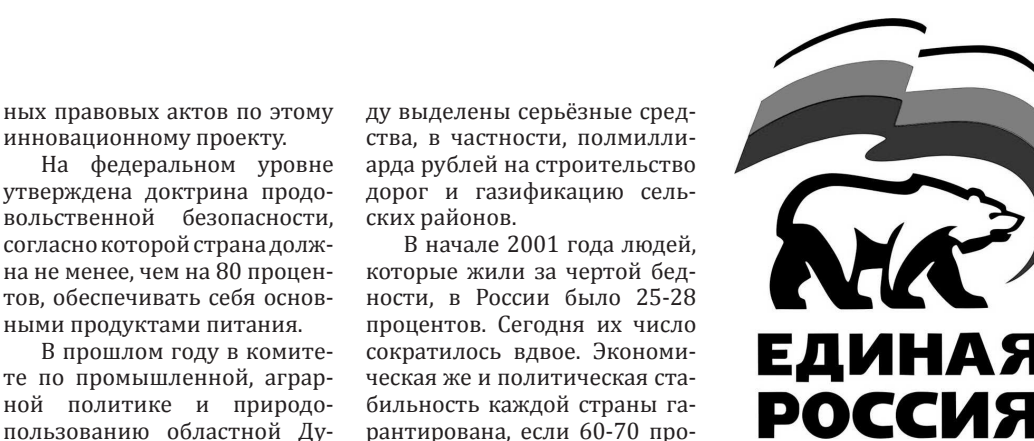 ных правовых актов по этому
инновационному проекту.
На федеральном уровне
утверждена доктрина продо-
вольственной безопасности,
согласно которой страна долж-
на не менее, чем на 80 процен-
тов, обеспечивать себя основ-
ными продуктами питания.
В прошлом году в комите-
те по промышленной, аграр-
ной политике и природо-
пользованию областной Ду-
ду выделены серьёзные сред-
ства, в частности, полмилли-
арда рублей на строительство
дорог и газификацию сель-
ских районов.
В начале 2001 года людей,
которые жили за чертой бед-
ности, в России было 25-28
процентов. Сегодня их число
сократилось вдвое. Экономи-
ческая же и политическая ста-
бильность каждой страны га-
рантирована, если 60-70 про-
ЕДИНАЯ
РОССИЯ